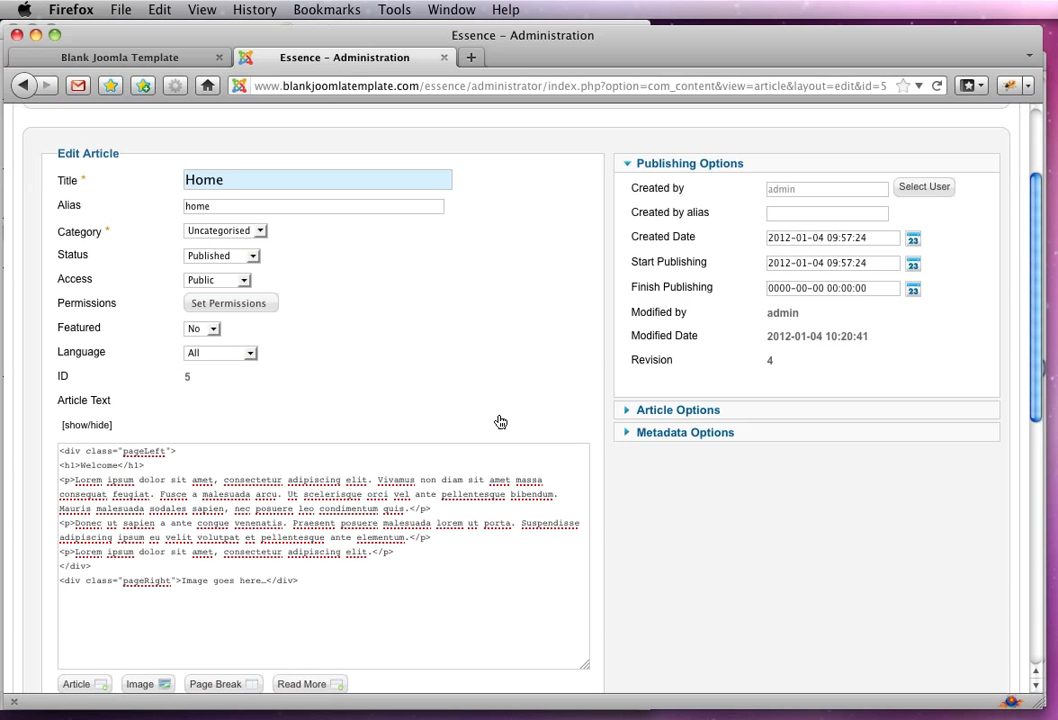 Firefox File Edit View History Bookmarks Tools Window Help
Essence – Administration
Blank Joomla Template × Essence – Administration × +
www.blankjoomlatemplate.com/essence/administrator/index.php?option=com_content&view=article&layout=edit&id=5
Edit Article
Title * Home
Alias home
Category * Uncategorised
Status Published
Access Public
Permissions Set Permissions
Featured No
Language All
ID 5
Article Text
[show/hide]
<div class="pageLeft">
<h1>Welcome</h1>
<p>Lorem ipsum dolor sit amet, consectetur adipiscing elit. Vivamus non diam sit amet massa
consequat feugiat. Fusce a malesuada arcu. Ut scelerisque orci vel ante pellentesque bibendum.
Mauris malesuada sodales sapien, nec posuere leo condimentum quis.</p>
<p>Donec ut sapien a ante congue venenatis. Praesent posuere malesuada lorem ut porta. Suspendisse
adipiscing ipsum eu velit volutpat et pellentesque ante elementum.</p>
<p>Lorem ipsum dolor sit amet, consectetur adipiscing elit.</p>
</div>
<div class="pageRight">Image goes here…</div>
Article Image Page Break Read More
Publishing Options
Created by admin Select User
Created by alias
Created Date 2012-01-04 09:57:24 23
Start Publishing 2012-01-04 09:57:24 23
Finish Publishing 0000-00-00 00:00:00 23
Modified by admin
Modified Date 2012-01-04 10:20:41
Revision 4
Article Options
Metadata Options